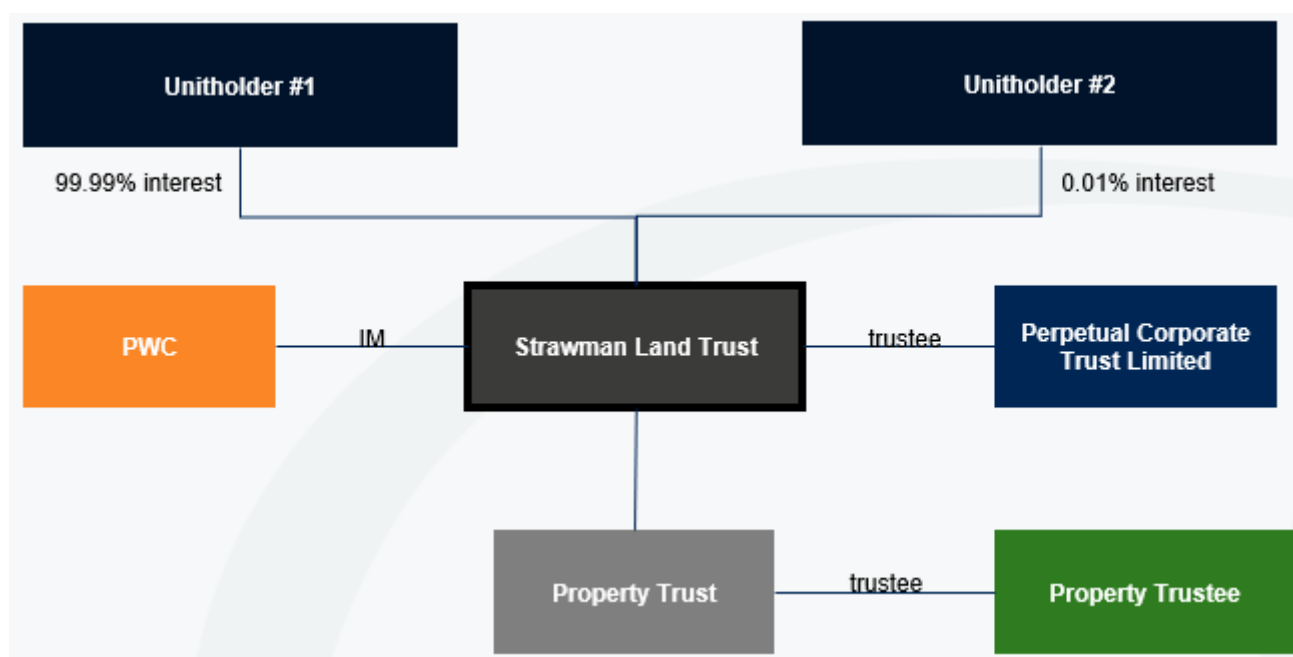 Unitholder #1
Unitholder #2
99.99% interest
0.01% interest
PWC
IM
Strawman Land Trust
trustee
Perpetual Corporate
Trust Limited
Property Trust
trustee
Property Trustee